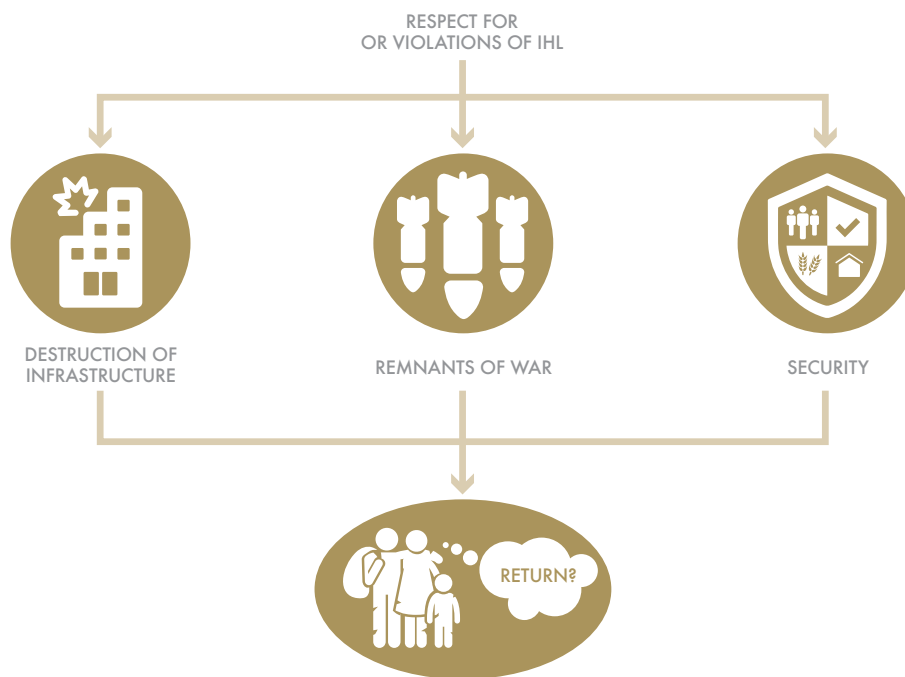 RESPECT FOR
OR VIOLATIONS OF IHL
DESTRUCTION OF
INFRASTRUCTURE
REMNANTS OF WAR
SECURITY
RETURN?